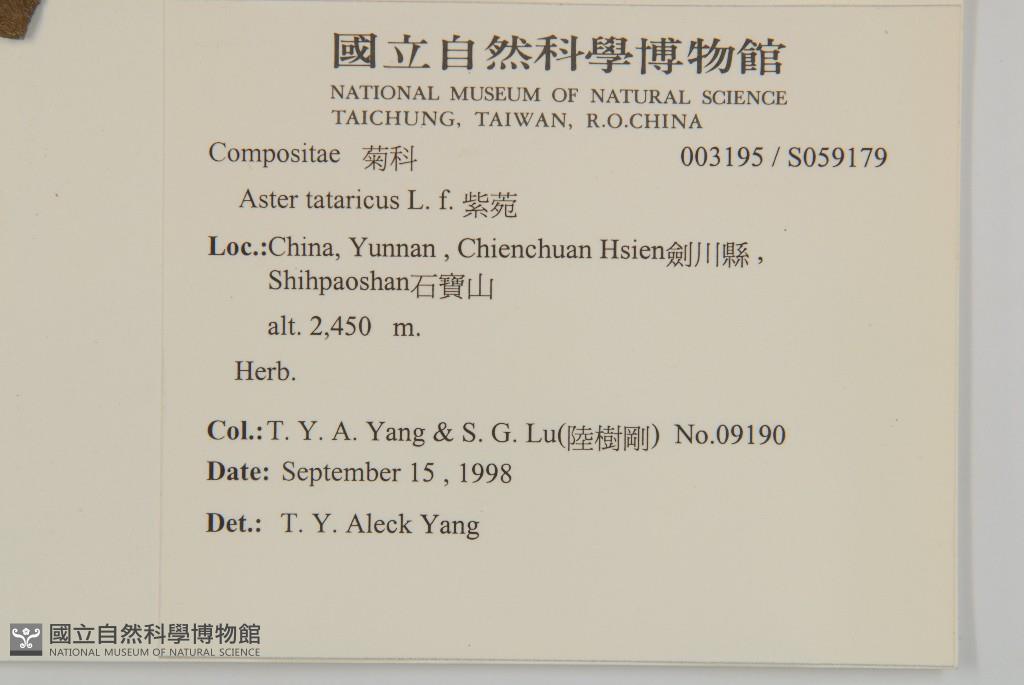 國立自然科學博物館
NATIONAL MUSEUM OF NATURAL SCIENCE
TAICHUNG, TAIWAN, R.O.CHINA
Compositae 菊科 003195 / S059179
Aster tataricus L. f. 紫菀
Loc.:China, Yunnan , Chienchuan Hsien劍川縣 ,
Shihpaoshan石寶山
alt. 2,450 m.
Herb.
Col.:T. Y. A. Yang & S. G. Lu(陸樹剛) No.09190
Date: September 15 , 1998
Det.: T. Y. Aleck Yang
國立自然科學博物館
NATIONAL MUSEUM OF NATURAL SCIENCE